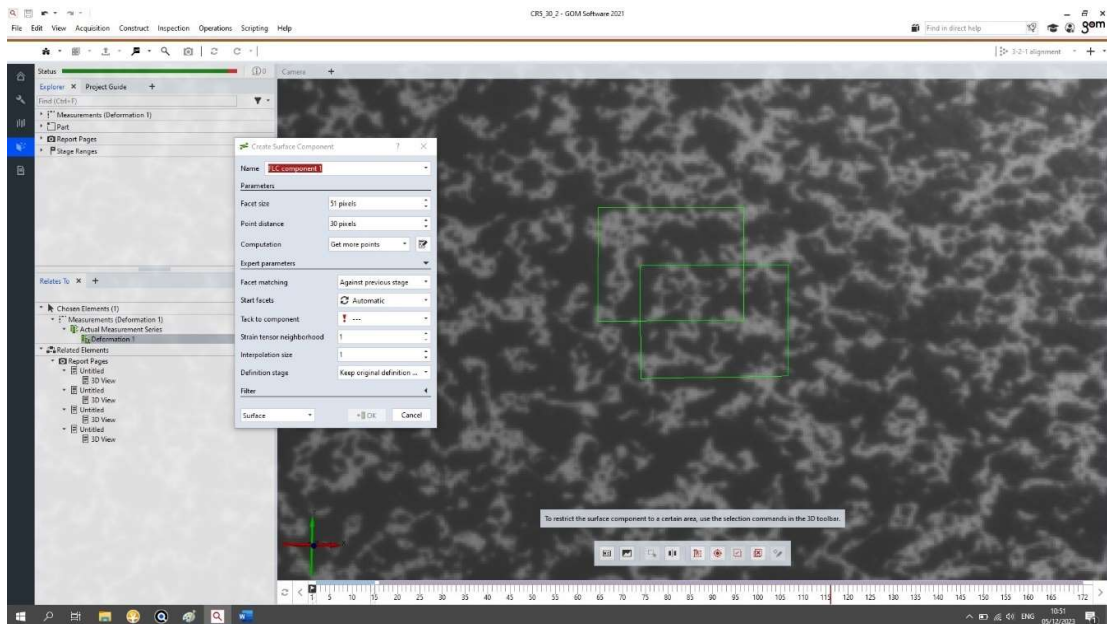 CR5_30_2 - GOM Software 2021
File Edit View Acquisition Construct Inspection Operations Scripting Help
Find in direct help
gom
3-2-1 alignment
Status
0
Camera
Explorer
Project Guide
Find (Ctrl+F)
Measurements (Deformation 1)
Part
Report Pages
Stage Ranges
Relates To
Chosen Elements (1)
Measurements (Deformation 1)
Actual Measurement Series
Deformation 1
Related Elements
Report Pages
Untitled
3D View
Untitled
3D View
Untitled
3D View
Untitled
3D View
Create Surface Component ?
Name FLC component 1
Parameters
Facet size 51 pixels
Point distance 30 pixels
Computation Get more points
Expert parameters
Facet matching Against previous stage
Start facets Automatic
Tack to component ---
Strain tensor neighborhood 1
Interpolation size 1
Definition stage Keep original definition ...
Filter
Surface OK Cancel
To restrict the surface component to a certain area, use the selection commands in the 3D toolbar.
1 5 10 15 20 25 30 35 40 45 50 55 60 65 70 75 80 85 90 95 100 105 110 115 120 125 130 135 140 145 150 155 160 165 172
ENG
10:51
05/12/2023